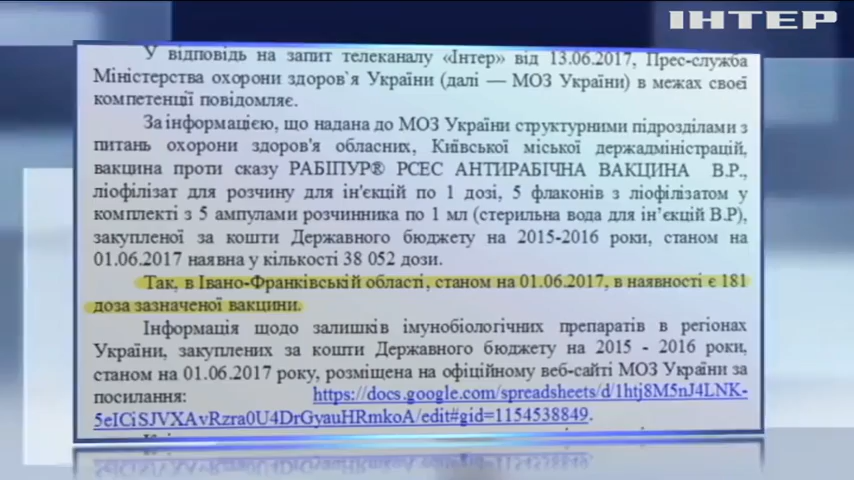 ІНТЕР
У відповідь на запит телеканалу «Інтер» від 13.06.2017, Прес-служба
Міністерства охорони здоров`я України (далі — МОЗ України) в межах своєї
компетенції повідомляє.
За інформацією, що надана до МОЗ України структурними підрозділами з
питань охорони здоров'я обласних, Київської міської держадміністрацій,
вакцина проти сказу РАБІПУР® РСЕС АНТИРАБІЧНА ВАКЦИНА В.Р.,
ліофілізат для розчину для ін'єкцій по 1 дозі, 5 флаконів з ліофілізатом у
комплекті з 5 ампулами розчинника по 1 мл (стерильна вода для ін’єкцій В.Р),
закупленої за кошти Державного бюджету на 2015-2016 роки, станом на
01.06.2017 наявна у кількості 38 052 дози.
Так, в Івано-Франківській області, станом на 01.06.2017, в наявності є 181
доза зазначеної вакцини.
Інформація щодо залишків імунобіологічних препаратів в регіонах
України, закуплених за кошти Державного бюджету на 2015 - 2016 роки,
станом на 01.06.2017 року, розміщена на офіційному веб-сайті МОЗ України за
посилання: https://docs.google.com/spreadsheets/d/1htj8M5nJ4LNK-
5eICiSJVXAvRzra0U4DrGyauHRmkoA/edit#gid=1154538849.